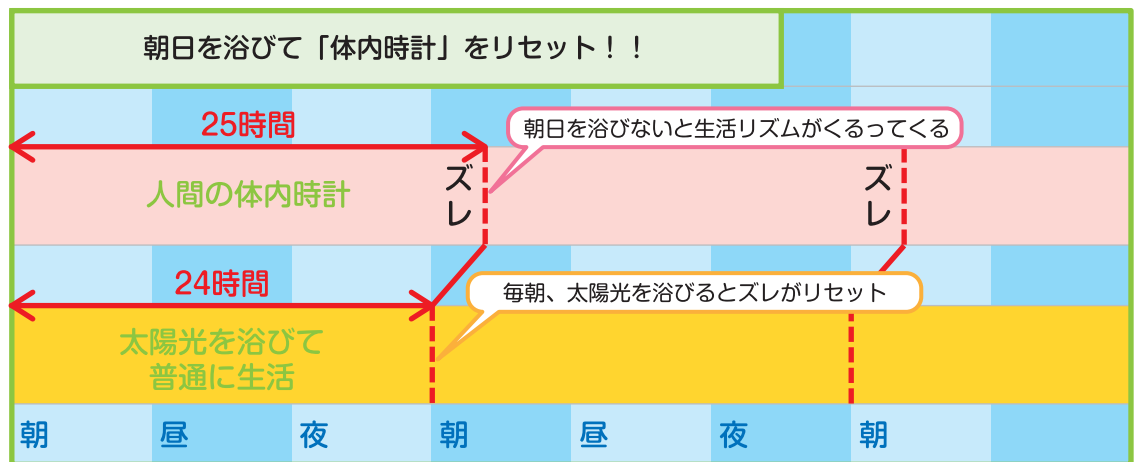 朝日を浴びて「体内時計」をリセット！！
25時間
朝日を浴びないと生活リズムがくるってくる
人間の体内時計
ズレ
ズレ
24時間
毎朝、太陽光を浴びるとズレがリセット
太陽光を浴びて
普通に生活
朝
昼
夜
朝
昼
夜
朝